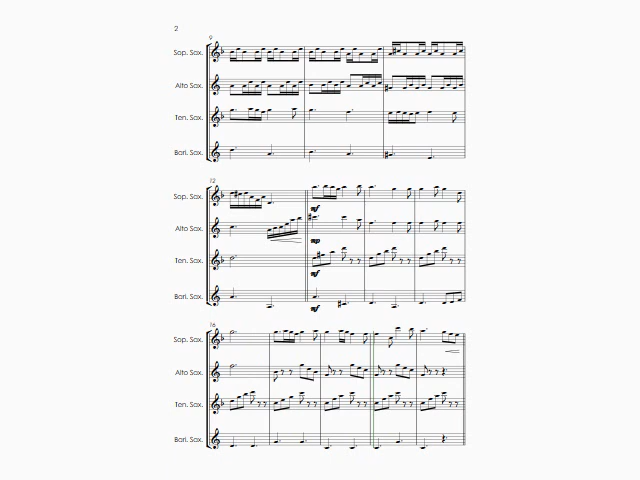 2
9
Sop. Sax.
Alto Sax.
Ten. Sax.
Bari. Sax.
12
Sop. Sax.
mf
Alto Sax.
mp
Ten. Sax.
mf
Bari. Sax.
mf
16
Sop. Sax.
Alto Sax.
Ten. Sax.
Bari. Sax.